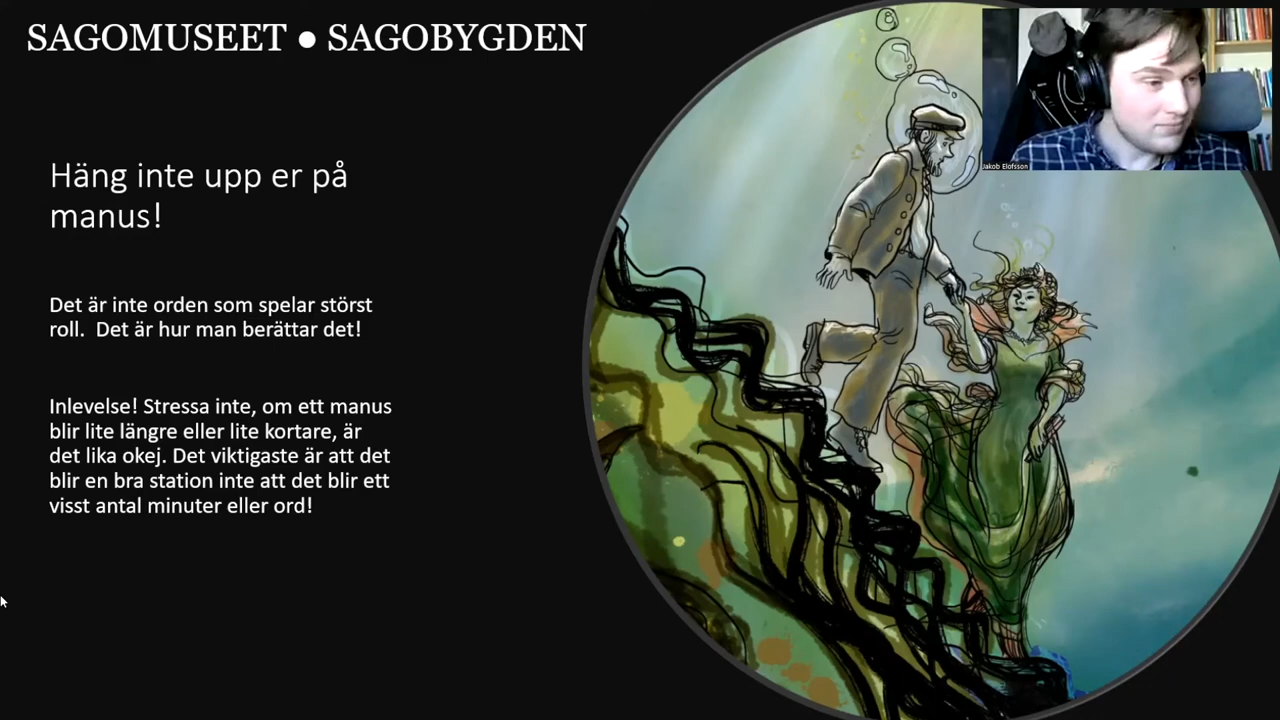 SAGOMUSEET ● SAGOBYGDEN
Häng inte upp er på
manus!
Det är inte orden som spelar störst
roll.  Det är hur man berättar det!
Inlevelse! Stressa inte, om ett manus
blir lite längre eller lite kortare, är
det lika okej. Det viktigaste är att det
blir en bra station inte att det blir ett
visst antal minuter eller ord!
Jakob Elofsson